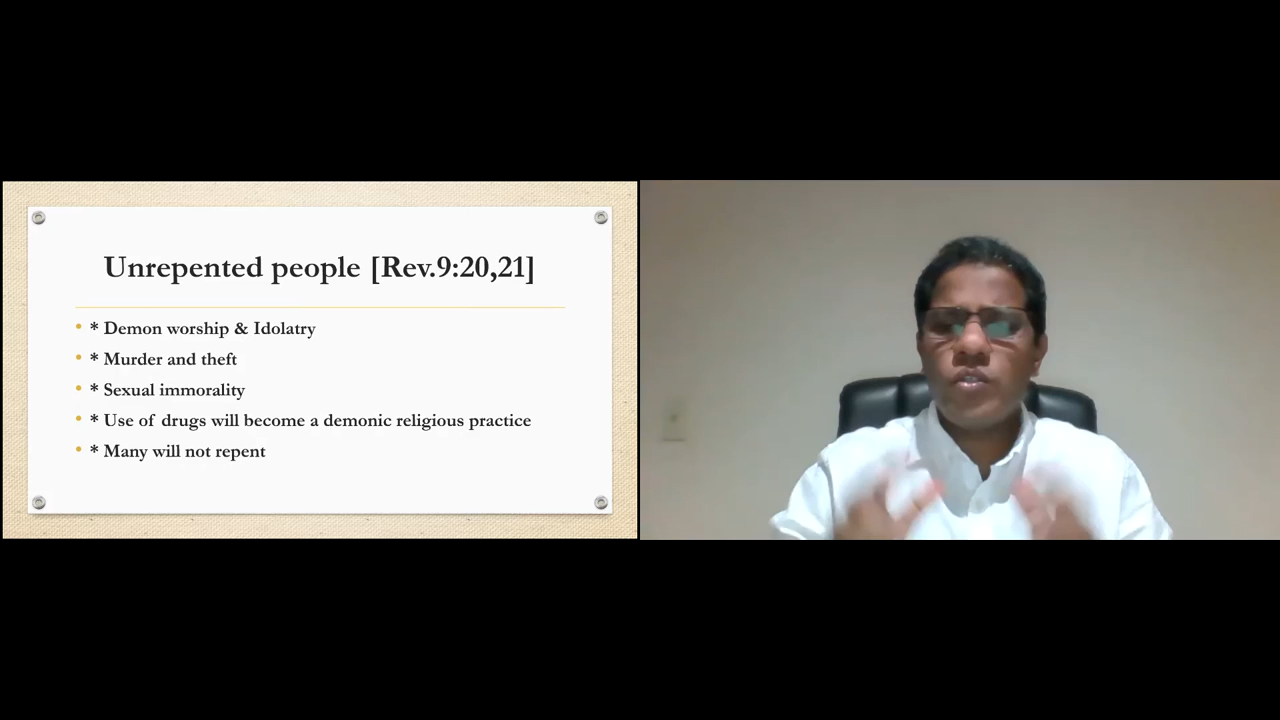 Unrepented people [Rev.9:20,21]
• * Demon worship & Idolatry
• * Murder and theft
• * Sexual immorality
• * Use of drugs will become a demonic religious practice
• * Many will not repent